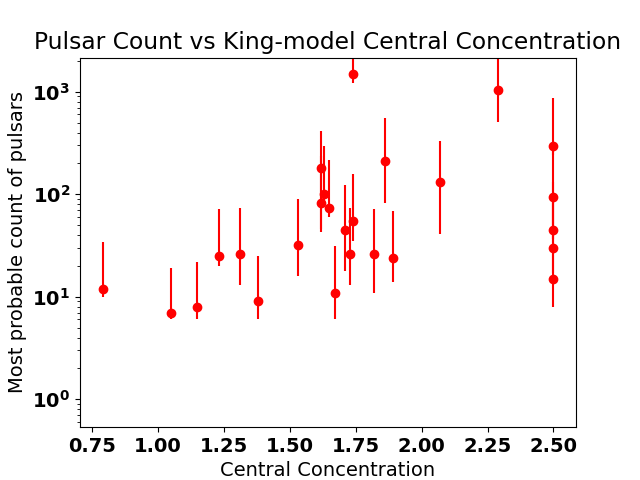 Pulsar Count vs King-model Central Concentration
Most probable count of pulsars
10³
10²
10¹
10⁰
0.75 1.00 1.25 1.50 1.75 2.00 2.25 2.50
Central Concentration